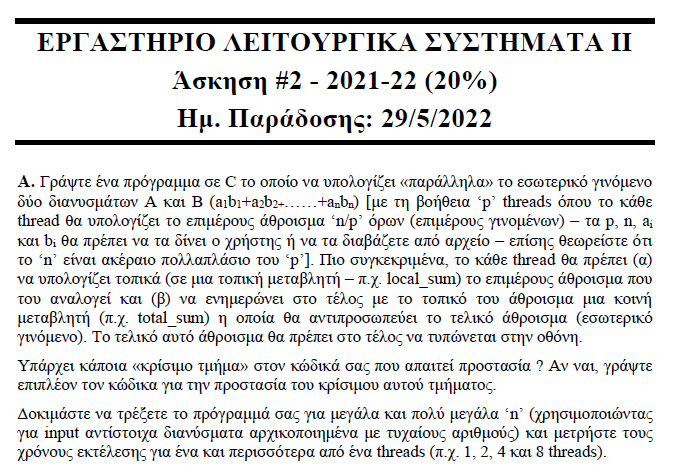 ΕΡΓΑΣΤΗΡΙΟ ΛΕΙΤΟΥΡΓΙΚΑ ΣΥΣΤΗΜΑΤΑ ΙΙ
Άσκηση #2 - 2021-22 (20%)
Ημ. Παράδοσης: 29/5/2022
Α. Γράψτε ένα πρόγραμμα σε C το οποίο να υπολογίζει «παράλληλα» το εσωτερικό γινόμενο
δύο διανυσμάτων Α και Β (a1b1+a2b2+……+anbn) [με τη βοήθεια ‘p’ threads όπου το κάθε
thread θα υπολογίζει το επιμέρους άθροισμα ‘n/p’ όρων (επιμέρους γινομένων) – τα p, n, ai
και bi θα πρέπει να τα δίνει ο χρήστης ή να τα διαβάζετε από αρχείο – επίσης θεωρείστε ότι
το ‘n’ είναι ακέραιο πολλαπλάσιο του ‘p’]. Πιο συγκεκριμένα, το κάθε thread θα πρέπει (α)
να υπολογίζει τοπικά (σε μια τοπική μεταβλητή – π.χ. local_sum) το επιμέρους άθροισμα που
του αναλογεί και (β) να ενημερώνει στο τέλος με το τοπικό του άθροισμα μια κοινή
μεταβλητή (π.χ. total_sum) η οποία θα αντιπροσωπεύει το τελικό άθροισμα (εσωτερικό
γινόμενο). Το τελικό αυτό άθροισμα θα πρέπει στο τέλος να τυπώνεται στην οθόνη.
Υπάρχει κάποια «κρίσιμο τμήμα» στον κώδικά σας που απαιτεί προστασία ? Αν ναι, γράψτε
επιπλέον τον κώδικα για την προστασία του κρίσιμου αυτού τμήματος.
Δοκιμάστε να τρέξετε το πρόγραμμά σας για μεγάλα και πολύ μεγάλα ‘n’ (χρησιμοποιώντας
για input αντίστοιχα διανύσματα αρχικοποιημένα με τυχαίους αριθμούς) και μετρήστε τους
χρόνους εκτέλεσης για ένα και περισσότερα από ένα threads (π.χ. 1, 2, 4 και 8 threads).